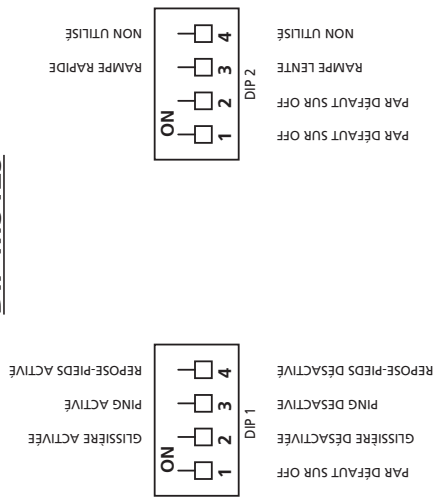 REPOSE-PIEDS ACTIVÉ
PING ACTIVÉ
GLISSIÈRE ACTIVÉE
ON
1 2 3 4
DIP 1
PAR DÉFAUT SUR OFF
GLISSIÈRE DÉSACTIVÉE
PING DESACTIVÉ
REPOSE-PIEDS DÉSACTIVÉ
NON UTILISÉ
RAMPE RAPIDE
ON
1 2 3 4
DIP 2
PAR DÉFAUT SUR OFF
PAR DÉFAUT SUR OFF
RAMPE LENTE
NON UTILISÉ